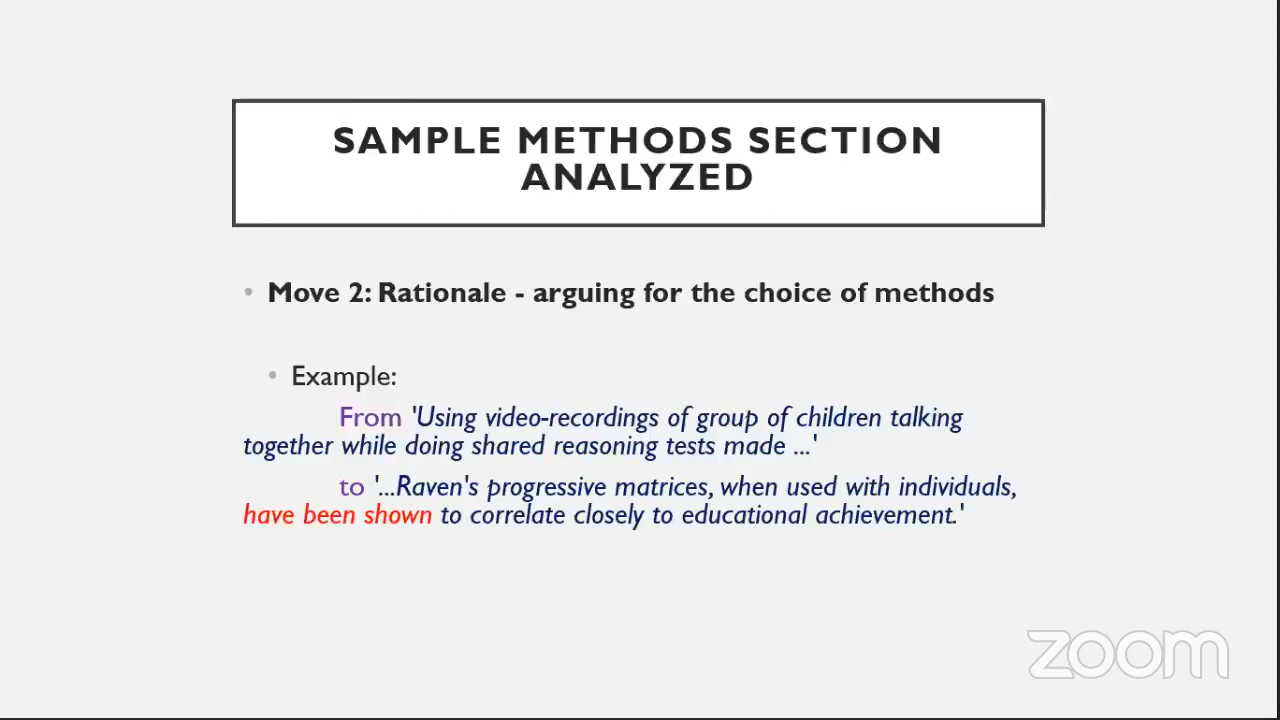 SAMPLE METHODS SECTION
ANALYZED
• Move 2: Rationale - arguing for the choice of methods
• Example:
From 'Using video-recordings of group of children talking
together while doing shared reasoning tests made ...'
to '...Raven's progressive matrices, when used with individuals,
have been shown to correlate closely to educational achievement.'
zoom